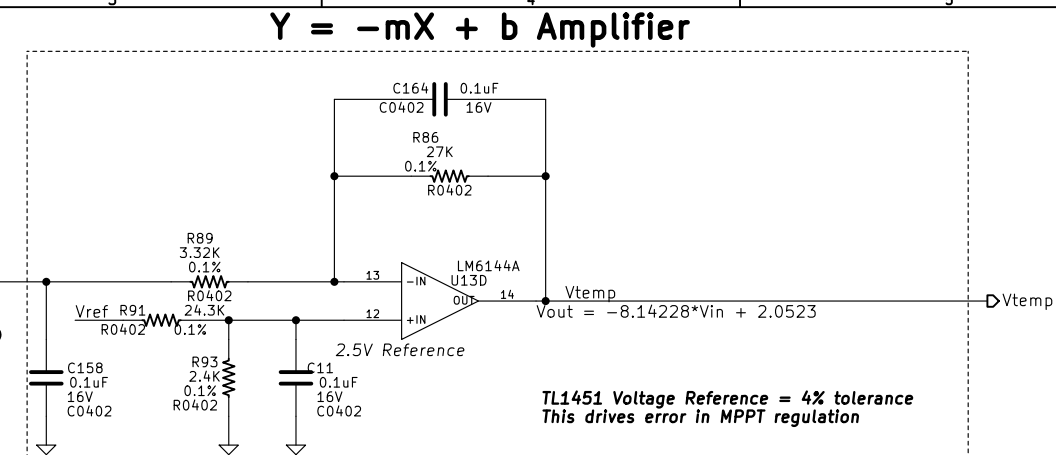 Y = -mX + b Amplifier
C164
0.1uF
C0402
16V
R86
27K
0.1%
R0402
R89
3.32K
0.1%
R0402
13
-IN
LM6144A
U13D
OUT
14
Vtemp
Vtemp
Vout = -8.14228*Vin + 2.0523
Vref
R91
24.3K
R0402
0.1%
12
+IN
2.5V Reference
C158
0.1uF
16V
C0402
R93
2.4K
0.1%
R0402
C11
0.1uF
16V
C0402
TL1451 Voltage Reference = 4% tolerance
This drives error in MPPT regulation